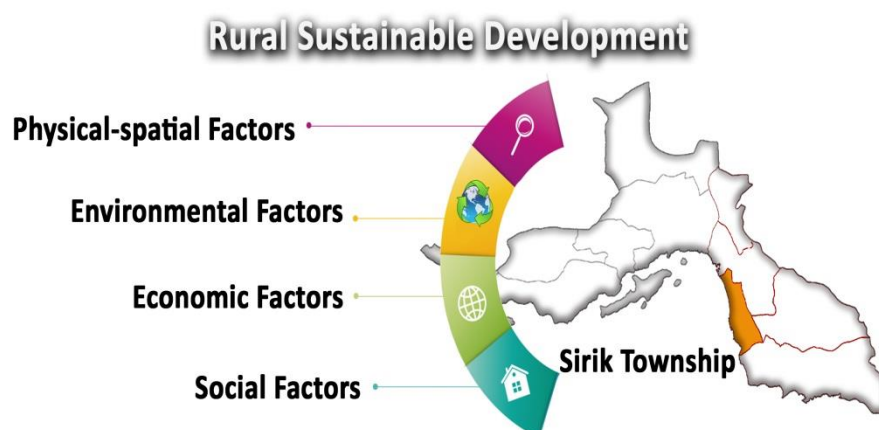 Rural Sustainable Development
Physical-spatial Factors
Environmental Factors
Economic Factors
Social Factors
Sirik Township